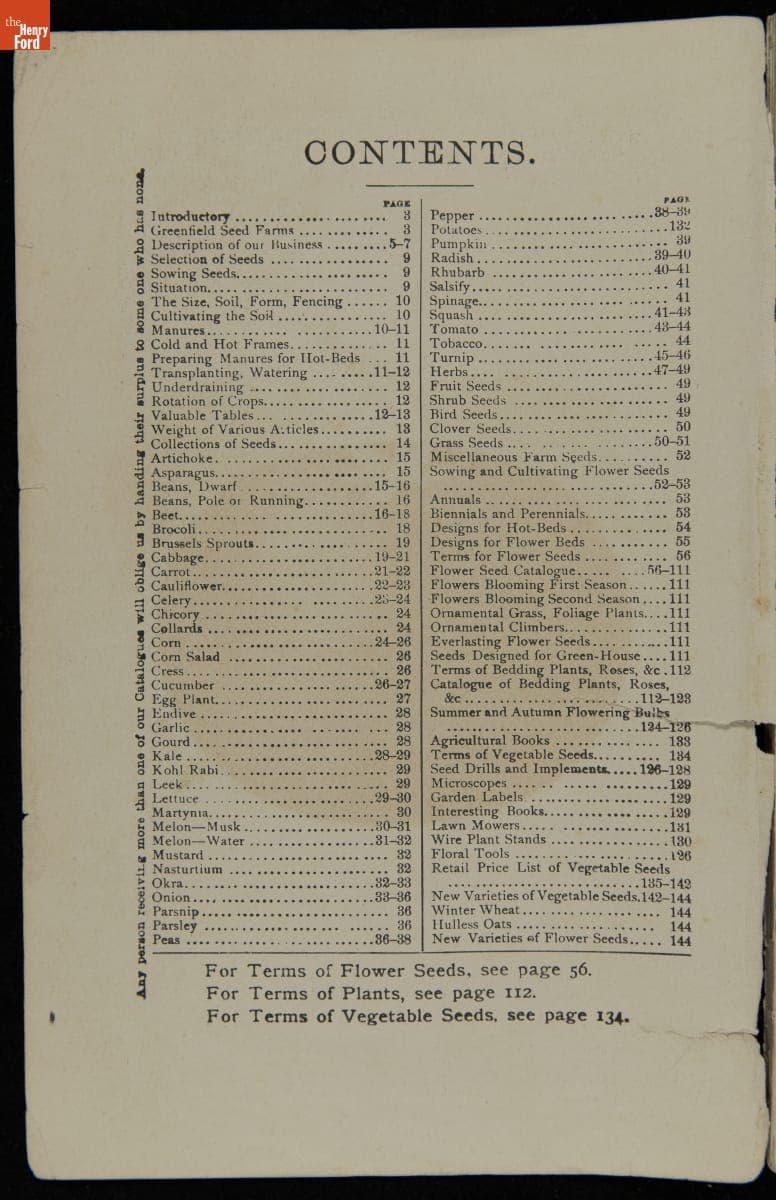 the
Henry
Ford
CONTENTS.
Any person receiving more than one of our Catalogues will oblige us by handing their surplus to some one who has none.
PAGE
Introductory .................... 3
Greenfield Seed Farms ............ 3
Description of our Business .........5-7
Selection of Seeds ................ 9
Sowing Seeds.................... 9
Situation........................ 9
The Size, Soil, Form, Fencing ...... 10
Cultivating the Soil .............. 10
Manures........................10-11
Cold and Hot Frames............. 11
Preparing Manures for Hot-Beds ... 11
Transplanting, Watering .........11-12
Underdraining .................. 12
Rotation of Crops................ 12
Valuable Tables... .............12-13
Weight of Various Articles.......... 13
Collections of Seeds............... 14
Artichoke....................... 15
Asparagus....................... 15
Beans, Dwarf ..................15-16
Beans, Pole or Running............ 16
Beet..........................16-18
Brocoli......................... 18
Brussels Sprouts.................. 19
Cabbage.......................19-21
Carrot.........................21-22
Cauliflower.....................22-23
Celery........................23-24
Chicory ........................ 24
Collards ....................... 24
Corn .........................24-26
Corn Salad ..................... 26
Cress .......................... 26
Cucumber .....................26-27
Egg Plant....................... 27
Endive ......................... 28
Garlic .......................... 28
Gourd .......................... 28
Kale ..........................28-29
Kohl Rabi....................... 29
Leek ........................... 29
Lettuce .......................29-30
Martynia........................ 30
Melon—Musk ..................30-31
Melon—Water .................31-32
Mustard ........................ 32
Nasturtium ..................... 32
Okra..........................32-33
Onion .........................33-36
Parsnip ......................... 36
Parsley ......................... 36
Peas ..........................36-38
PAGE
Pepper ........................38-39
Potatoes.........................132
Pumpkin ........................ 39
Radish ........................39-40
Rhubarb ......................40-41
Salsify.......................... 41
Spinage......................... 41
Squash ........................41-43
Tomato .......................43-44
Tobacco......................... 44
Turnip ........................45-46
Herbs.........................47-49
Fruit Seeds ..................... 49
Shrub Seeds .................... 49
Bird Seeds...................... 49
Clover Seeds..................... 50
Grass Seeds ....................50-51
Miscellaneous Farm Seeds.......... 52
Sowing and Cultivating Flower Seeds
..............................52-53
Annuals ........................ 53
Biennials and Perennials............ 53
Designs for Hot-Beds ............. 54
Designs for Flower Beds ........... 55
Terms for Flower Seeds ............ 56
Flower Seed Catalogue..........56-111
Flowers Blooming First Season ......111
Flowers Blooming Second Season ....111
Ornamental Grass, Foliage Plants....111
Ornamental Climbers..............111
Everlasting Flower Seeds...........111
Seeds Designed for Green-House....111
Terms of Bedding Plants, Roses, &c .112
Catalogue of Bedding Plants, Roses,
&c .........................112-123
Summer and Autumn Flowering Bulbs
............................124-126
Agricultural Books ............... 133
Terms of Vegetable Seeds.......... 134
Seed Drills and Implements.....126-128
Microscopes .....................129
Garden Labels ...................129
Interesting Books.................129
Lawn Mowers....................131
Wire Plant Stands ................130
Floral Tools .....................126
Retail Price List of Vegetable Seeds
............................135-142
New Varieties of Vegetable Seeds.142-144
Winter Wheat................... 144
Hulless Oats .................... 144
New Varieties of Flower Seeds..... 144
For Terms of Flower Seeds, see page 56.
For Terms of Plants, see page 112.
For Terms of Vegetable Seeds, see page 134.